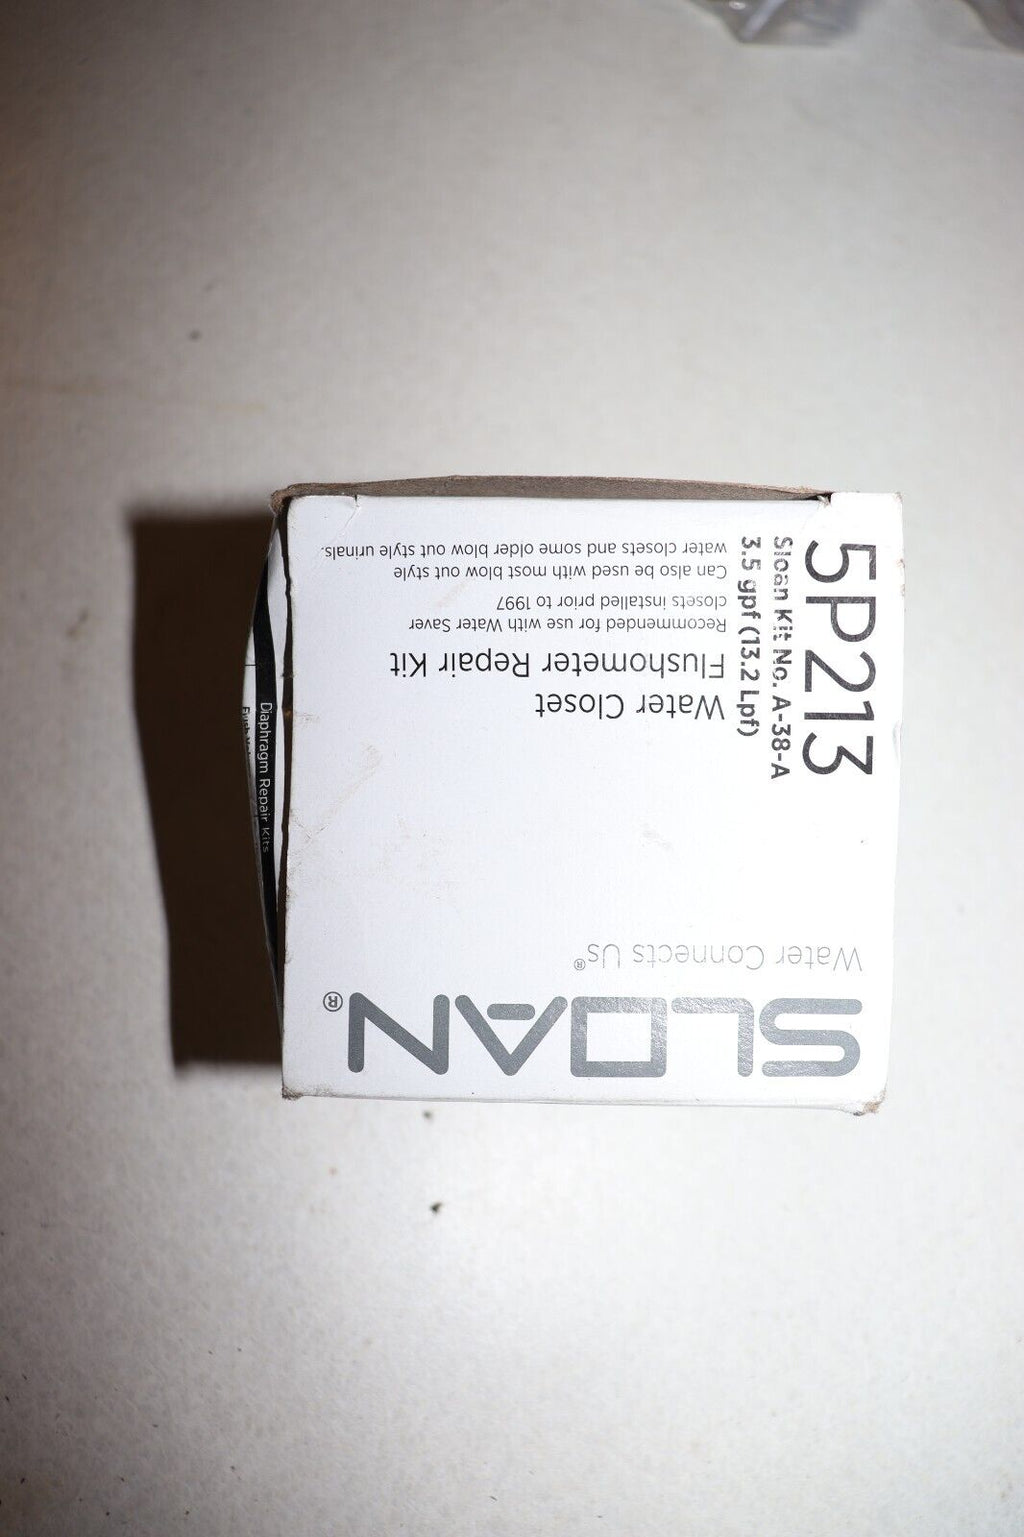 SLOAN®
Water Connects Us®
Water Closet
Flushometer Repair Kit
Recommended for use with Water Saver
closets installed prior to 1997
Can also be used with most blow out style
water closets and some older blow out style urinals.
5P213
Sloan Kit No. A-38-A
3.5 gpf (13.2 Lpf)
Diaphragm Repair Kits